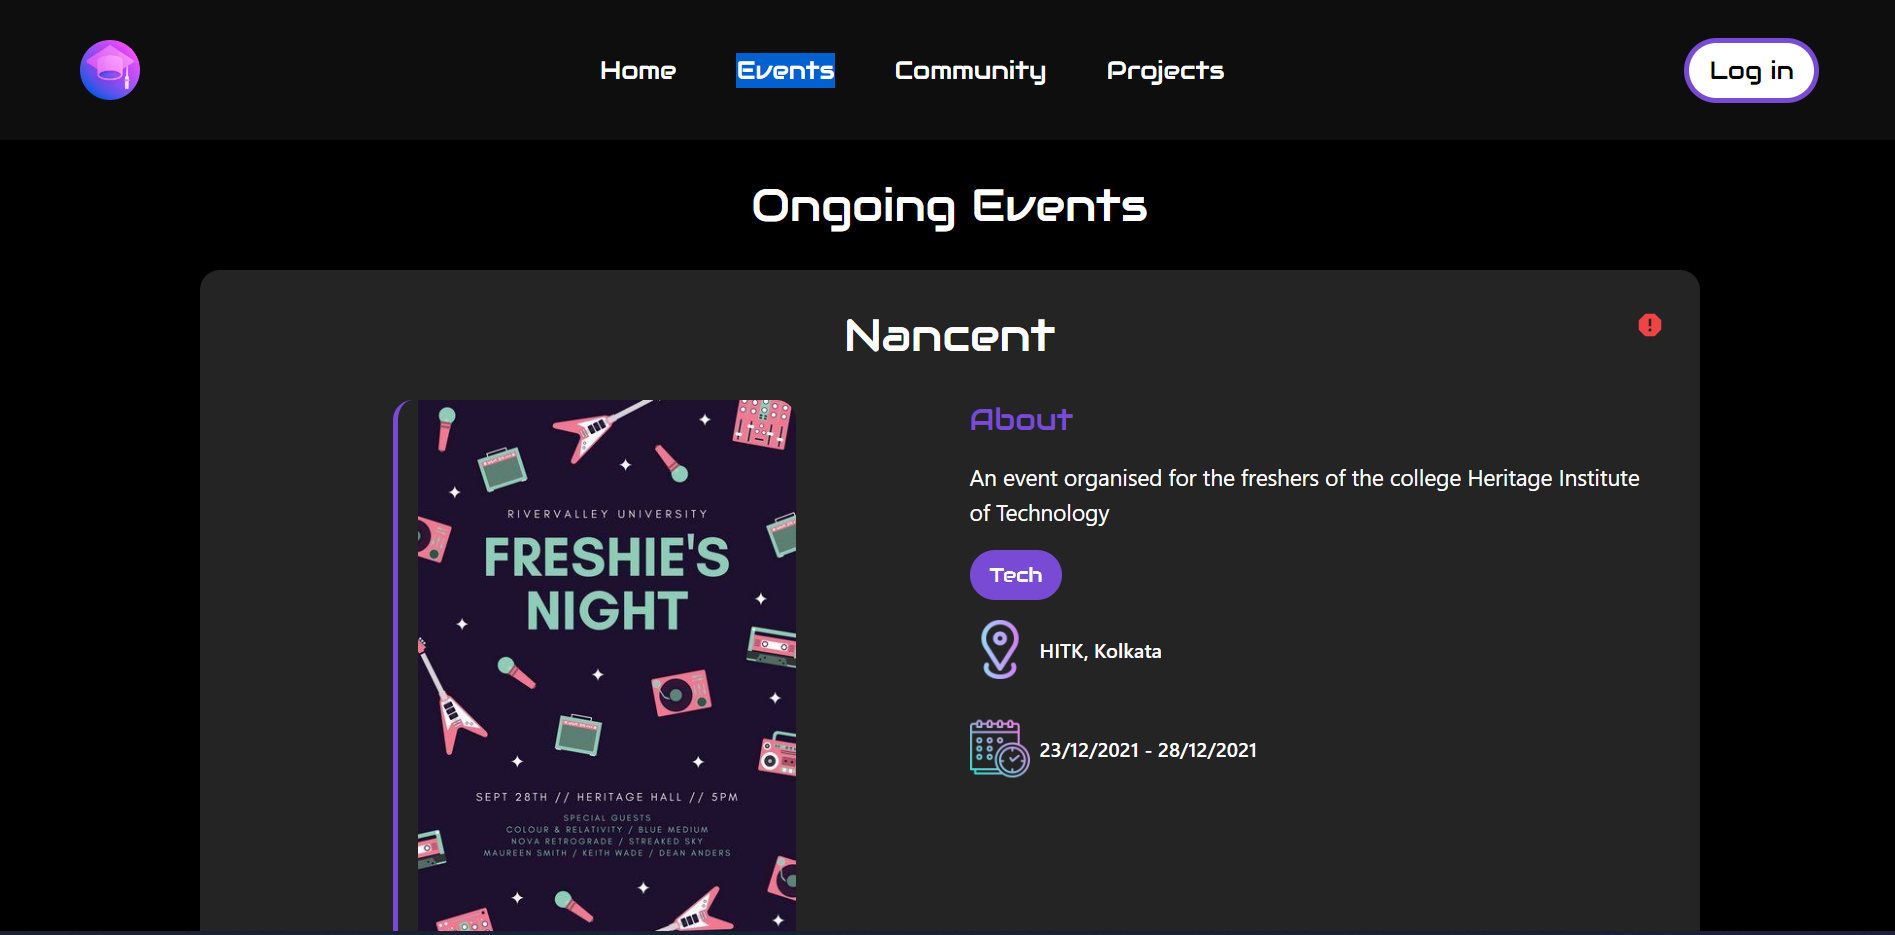 Home
Events
Community
Projects
Log in
Ongoing Events
Nancent
RIVERVALLEY UNIVERSITY
FRESHIE'S
NIGHT
SEPT 28TH // HERITAGE HALL // 5PM
SPECIAL GUESTS
COLOUR & RELATIVITY / BLUE MEDIUM
NOVA RETROGRADE / STREAKED SKY
MAUREEN SMITH / KEITH WADE / DEAN ANDERS
About
An event organised for the freshers of the college Heritage Institute
of Technology
Tech
HITK, Kolkata
23/12/2021 - 28/12/2021